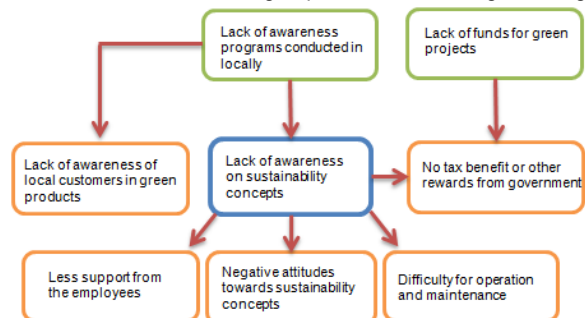 Lack of awareness
programs conducted in
locally
Lack of funds for green
projects
Lack of awareness of
local customers in green
products
Lack of awareness
on sustainability
concepts
No tax benefit or other
rewards from government
Less support from
the employees
Negative attitudes
towards sustainability
concepts
Difficulty for operation
and maintenance